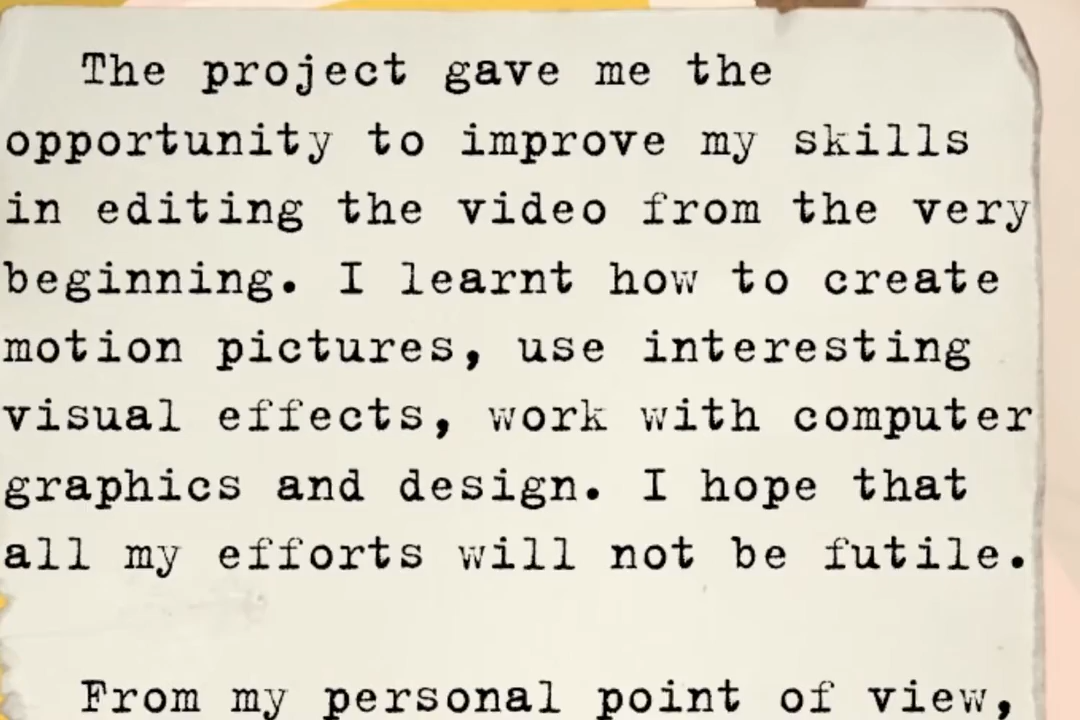 The project gave me the
opportunity to improve my skills
in editing the video from the very
beginning. I learnt how to create
motion pictures, use interesting
visual effects, work with computer
graphics and design. I hope that
all my efforts will not be futile.
From my personal point of view,